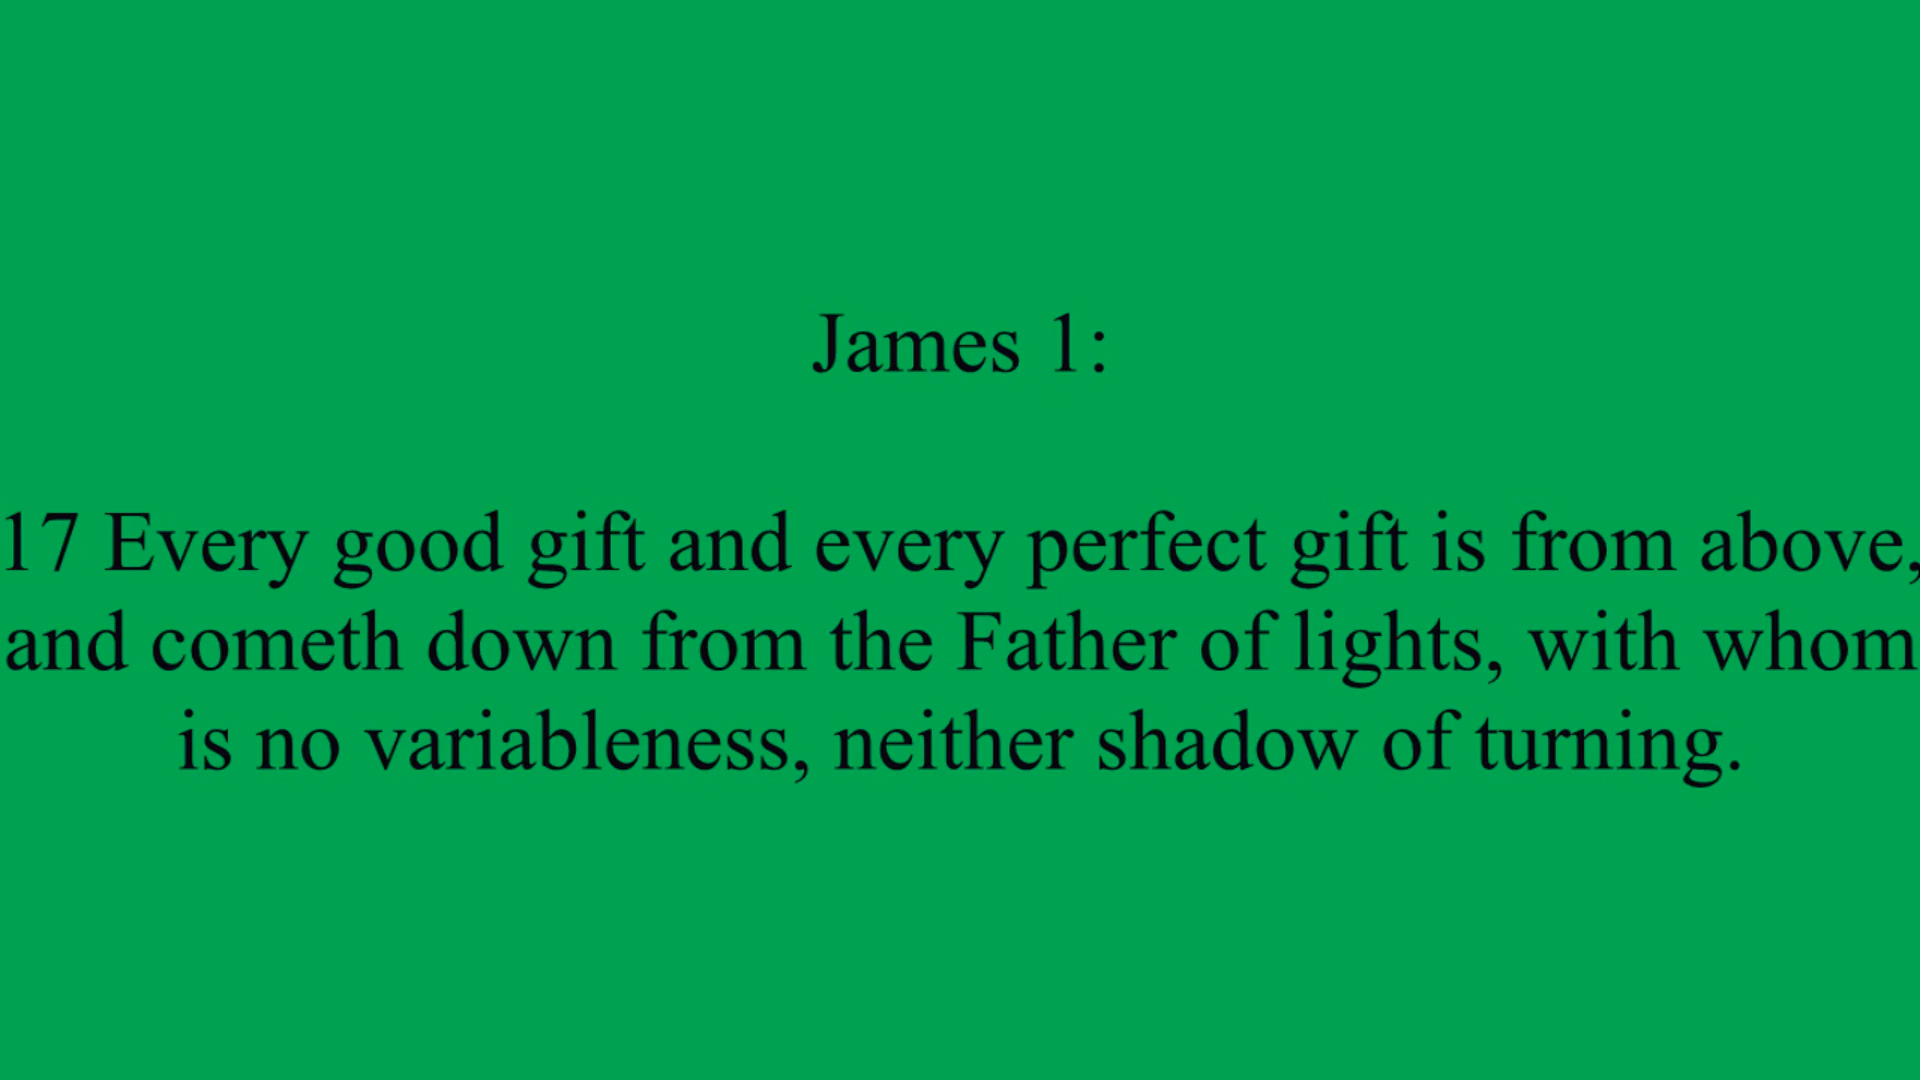 James 1:
17 Every good gift and every perfect gift is from above,
and cometh down from the Father of lights, with whom
is no variableness, neither shadow of turning.